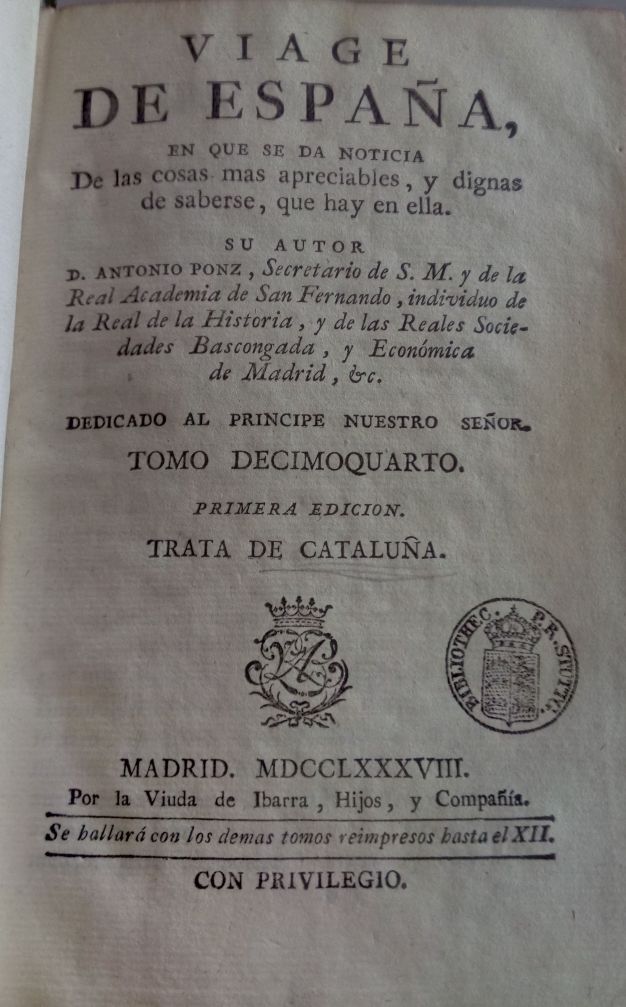 VIAGE
DE ESPAÑA,
EN QUE SE DA NOTICIA
De las cosas mas apreciables, y dignas
de saberse, que hay en ella.
SU AUTOR
D. ANTONIO PONZ, Secretario de S. M. y de la
Real Academia de San Fernando, individuo de
la Real de la Historia, y de las Reales Socie-
dades Bascongada, y Económica
de Madrid, &c.
DEDICADO AL PRINCIPE NUESTRO SEÑOR.
TOMO DECIMOQUARTO.
PRIMERA EDICION.
TRATA DE CATALUÑA.
BIBLIOTHEC. P.R. STUTTG.
MADRID. MDCCLXXXVIII.
Por la Viuda de Ibarra, Hijos, y Compañía.
Se hallará con los demas tomos reimpresos hasta el XII.
CON PRIVILEGIO.